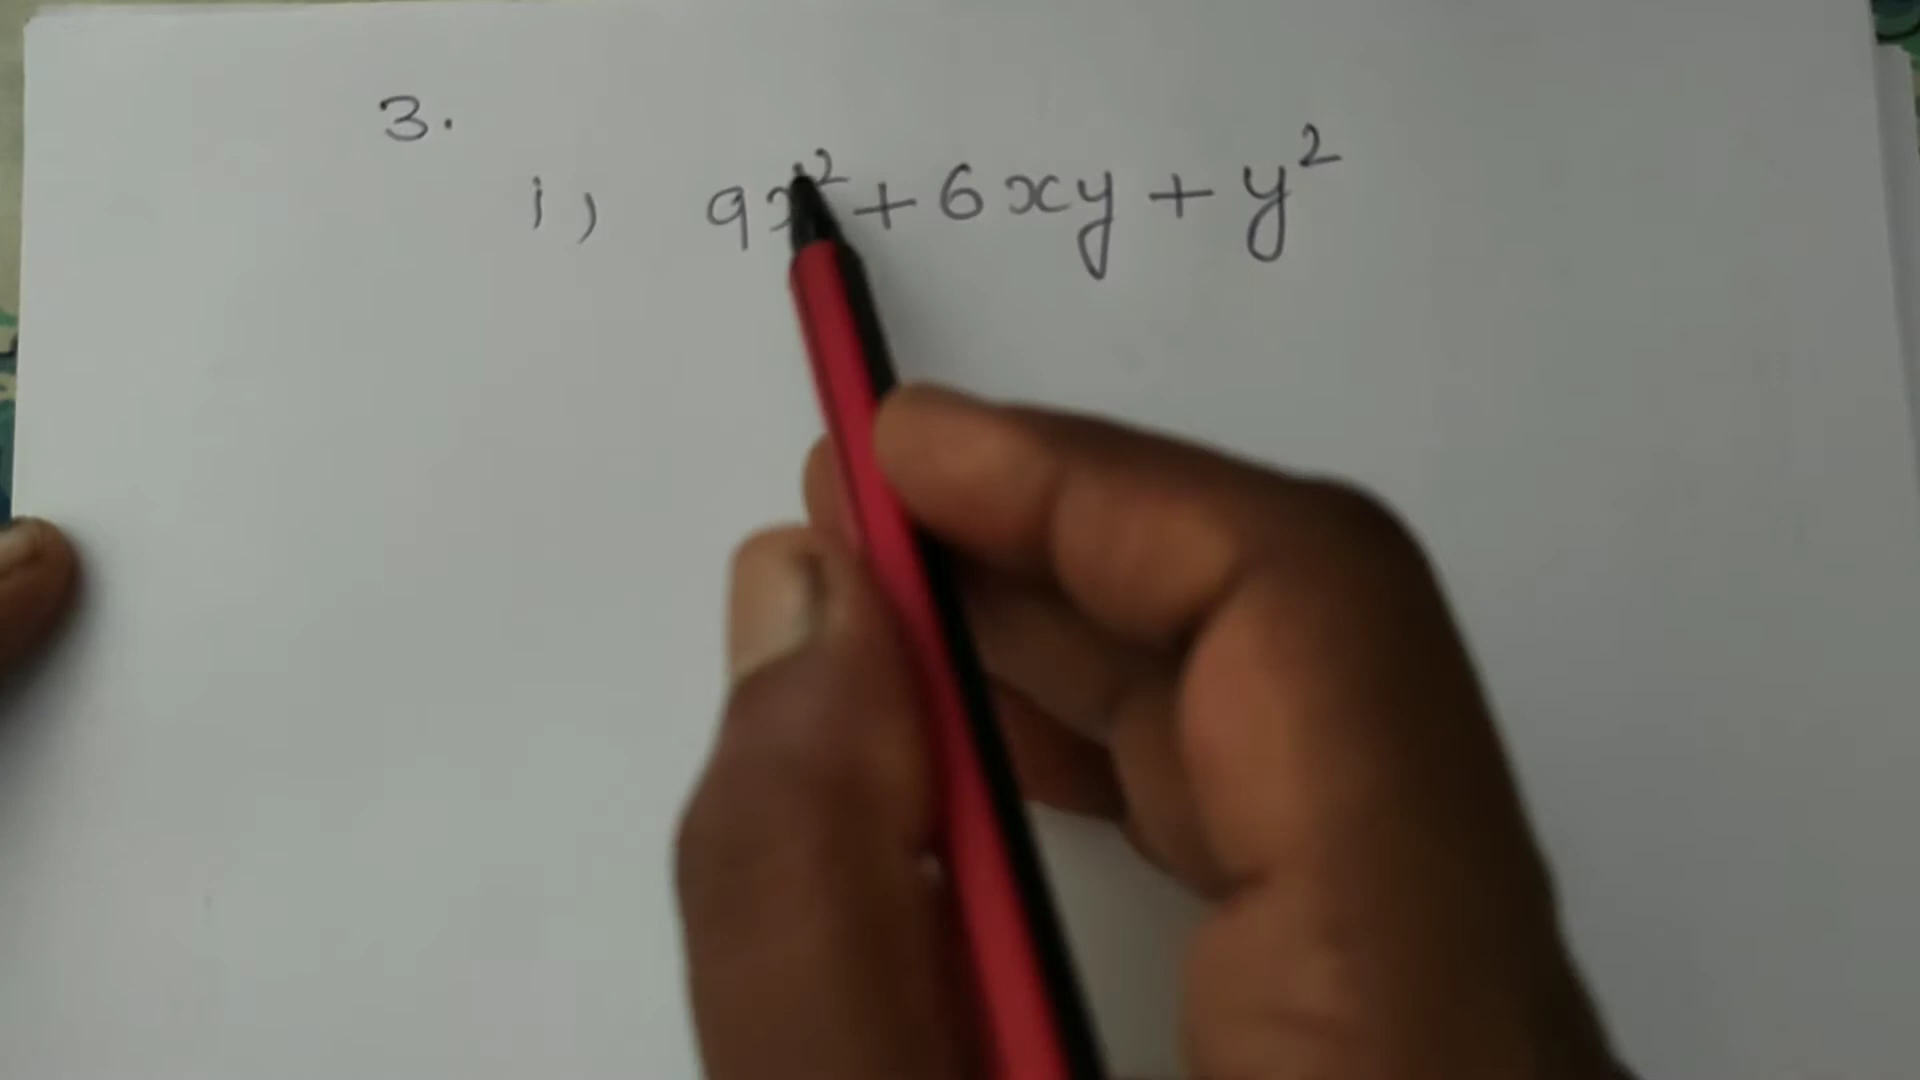 3.
i) 9x² + 6xy + y²